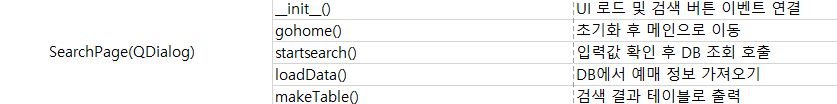 __init__() UI 로드 및 검색 버튼 이벤트 연결
gohome() 초기화 후 메인으로 이동
SearchPage(QDialog) startsearch() 입력값 확인 후 DB 조회 호출
loadData() DB에서 예매 정보 가져오기
makeTable() 검색 결과 테이블로 출력